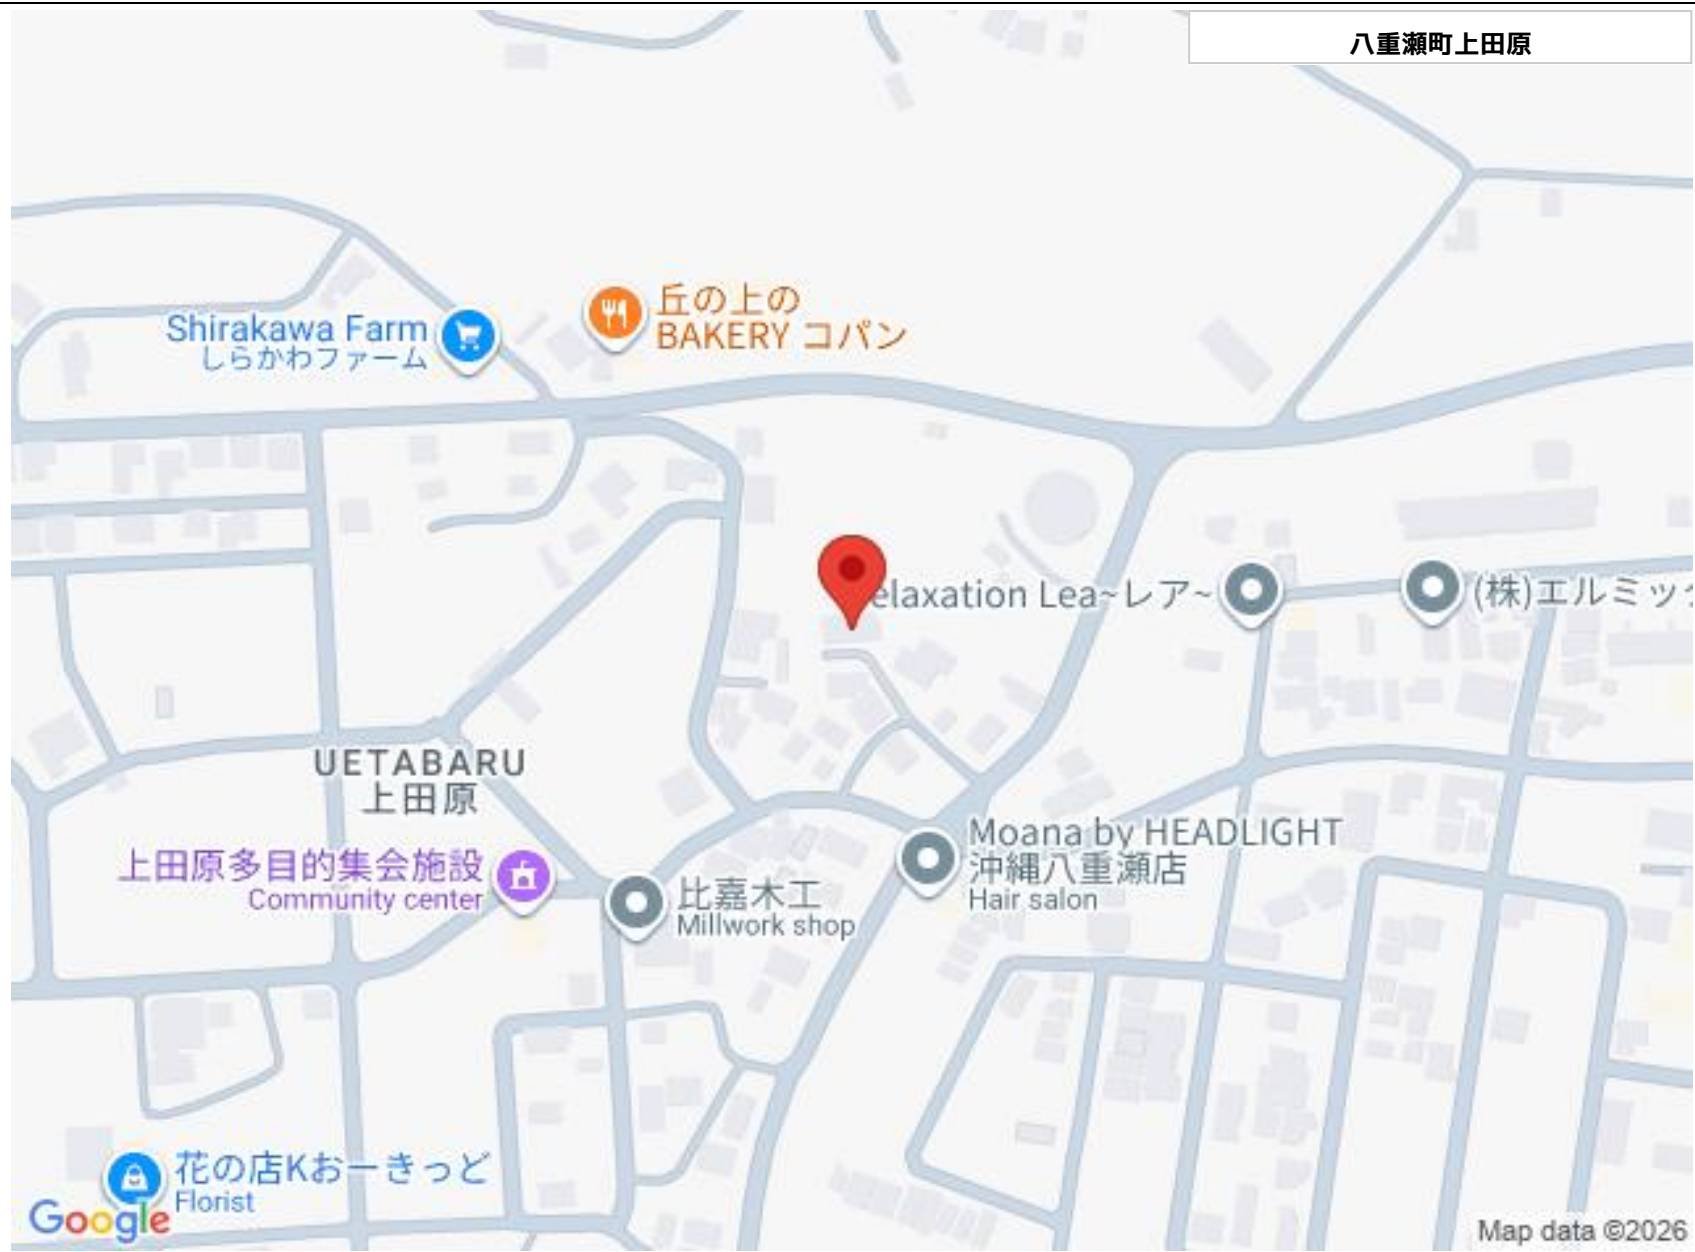 八重瀬町上田原
丘の上の
BAKERY コパン
Shirakawa Farm
しらかわファーム
elaxation Lea~レア~
(株)エルミック
UETABARU
上田原
Moana by HEADLIGHT
沖縄八重瀬店
Hair salon
上田原多目的集会施設
Community center
比嘉木工
Millwork shop
花の店Kおーきっど
Florist
Google
Map data ©2026